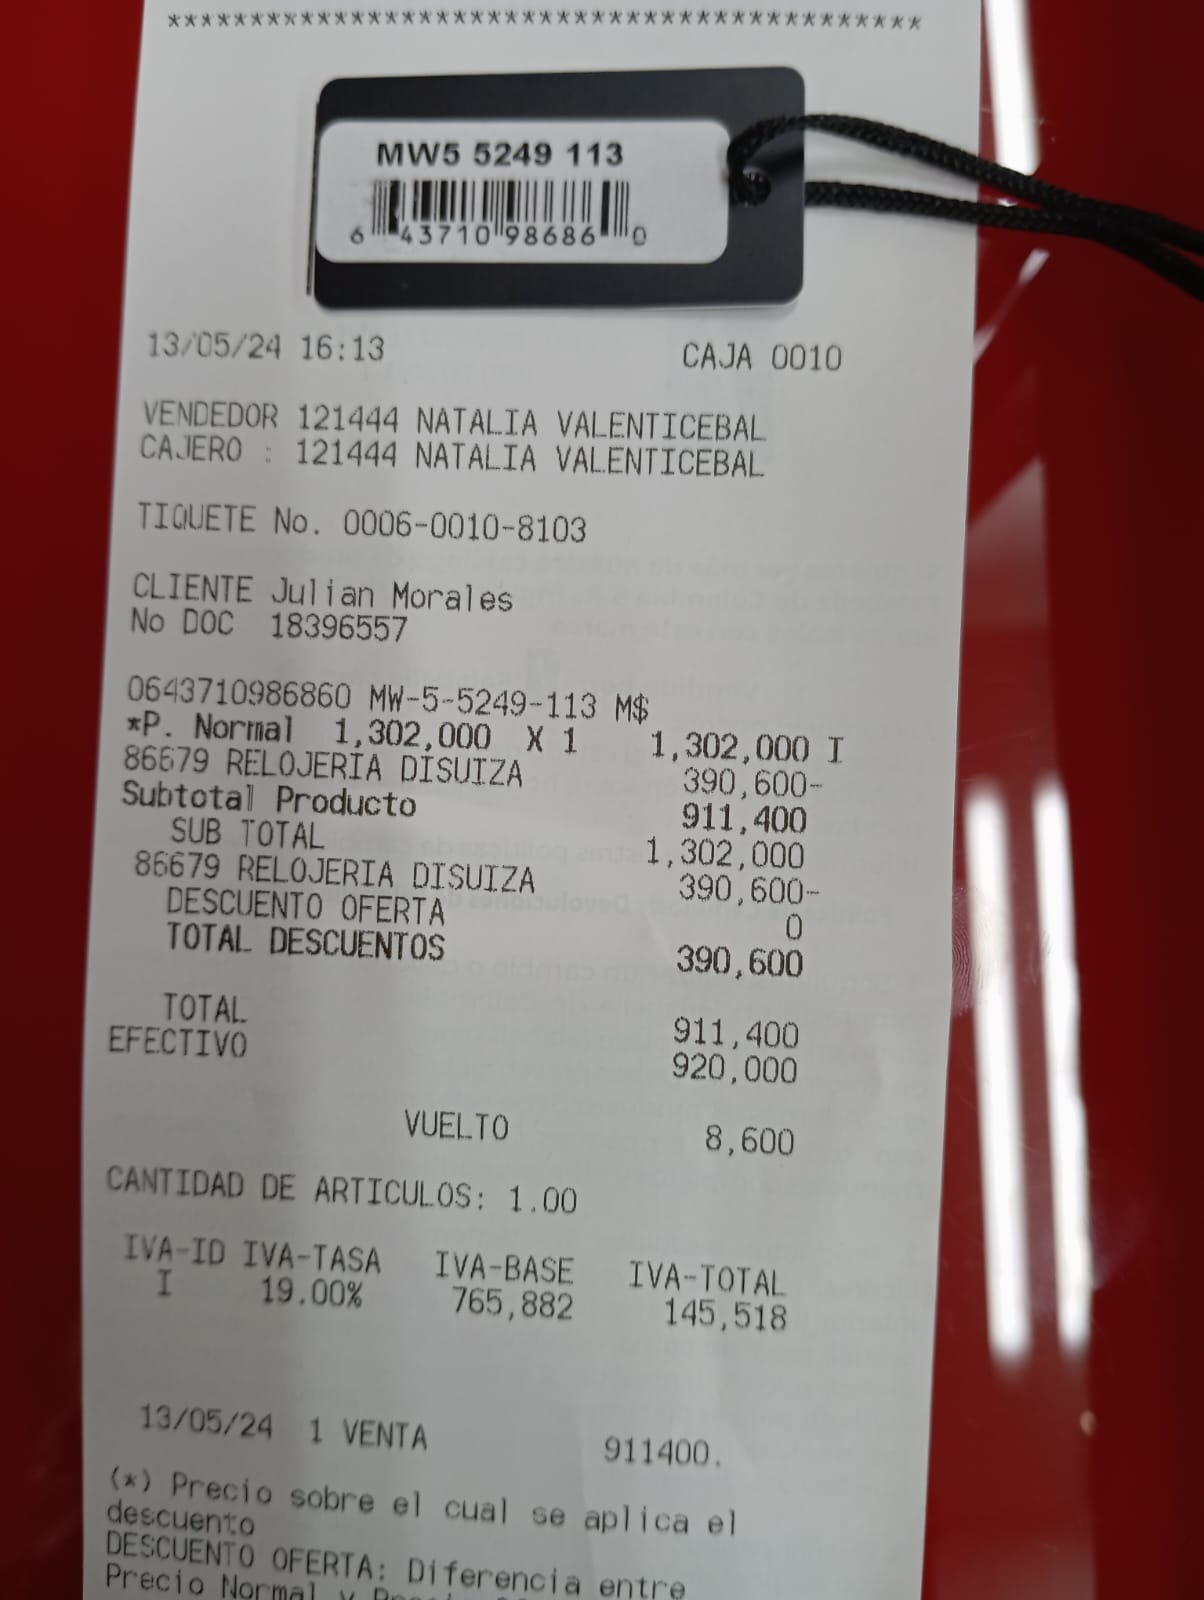 ******************************************
MW5 5249 113
6 43710 98686 0
13/05/24 16:13 CAJA 0010
VENDEDOR 121444 NATALIA VALENTICEBAL
CAJERO : 121444 NATALIA VALENTICEBAL
TIQUETE No. 0006-0010-8103
CLIENTE Julian Morales
No DOC 18396557
0643710986860 MW-5-5249-113 M$
*P. Normal 1,302,000 X 1 1,302,000 I
86679 RELOJERIA DISUIZA 390,600-
Subtotal Producto 911,400
SUB TOTAL 1,302,000
86679 RELOJERIA DISUIZA 390,600-
DESCUENTO OFERTA 0
TOTAL DESCUENTOS 390,600
TOTAL 911,400
EFECTIVO 920,000
VUELTO 8,600
CANTIDAD DE ARTICULOS: 1.00
IVA-ID IVA-TASA IVA-BASE IVA-TOTAL
I 19.00% 765,882 145,518
13/05/24 1 VENTA 911400.
(*) Precio sobre el cual se aplica el
descuento
DESCUENTO OFERTA: Diferencia entre
Precio Normal y